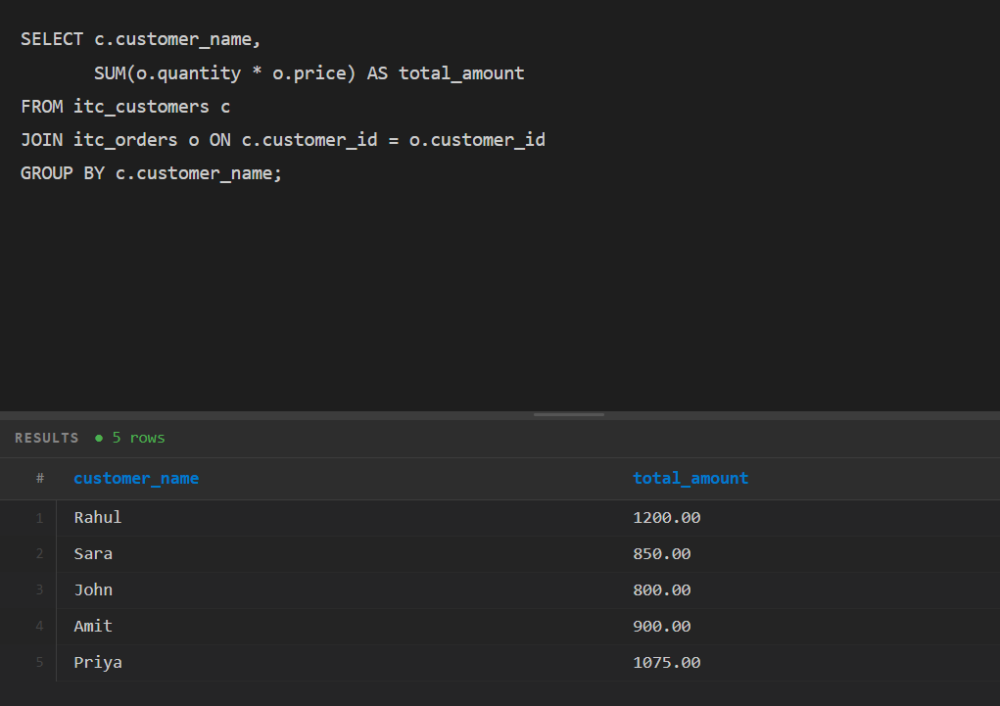 SELECT c.customer_name,
       SUM(o.quantity * o.price) AS total_amount
FROM itc_customers c
JOIN itc_orders o ON c.customer_id = o.customer_id
GROUP BY c.customer_name;
RESULTS ● 5 rows
# customer_name total_amount
1 Rahul 1200.00
2 Sara 850.00
3 John 800.00
4 Amit 900.00
5 Priya 1075.00